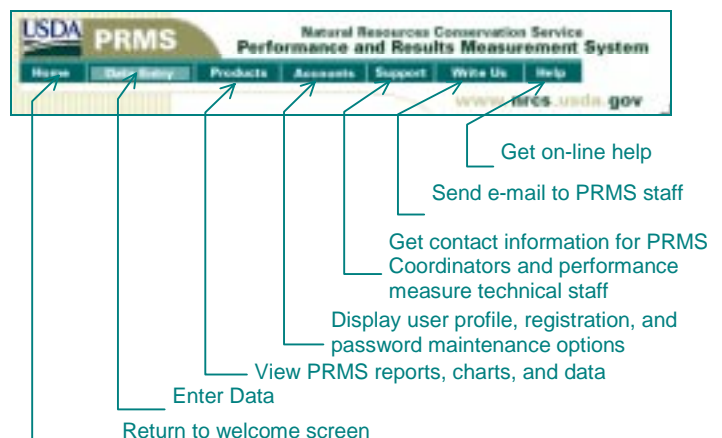 USDA PRMS
Natural Resources Conservation Service
Performance and Results Measurement System
Home Data Entry Products Accounts Support Write Us Help
www.nrcs.usda.gov
Get on-line help
Send e-mail to PRMS staff
Get contact information for PRMS
Coordinators and performance
measure technical staff
Display user profile, registration, and
password maintenance options
View PRMS reports, charts, and data
Enter Data
Return to welcome screen